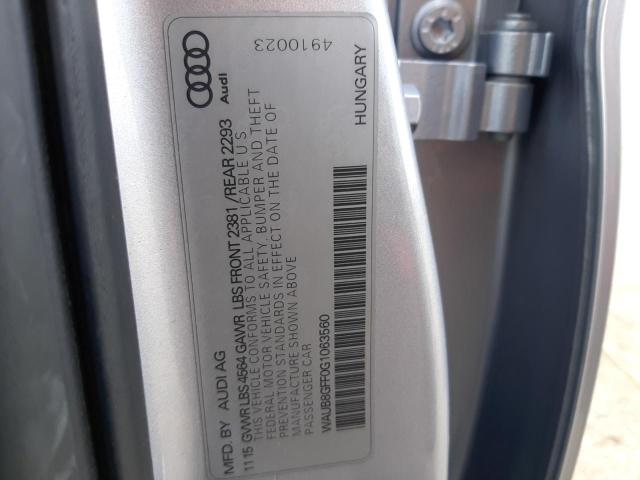 MFD. BY AUDI AG
11 15 GVWR LBS 4564 GAWR LBS FRONT 2381 / REAR 2293
THIS VEHICLE CONFORMS TO ALL APPLICABLE U S
FEDERAL MOTOR VEHICLE SAFETY, BUMPER AND THEFT
PREVENTION STANDARDS IN EFFECT ON THE DATE OF
MANUFACTURE SHOWN ABOVE
PASSENGER CAR
WAUB8GFF0G1063560
Audi
4910023
HUNGARY